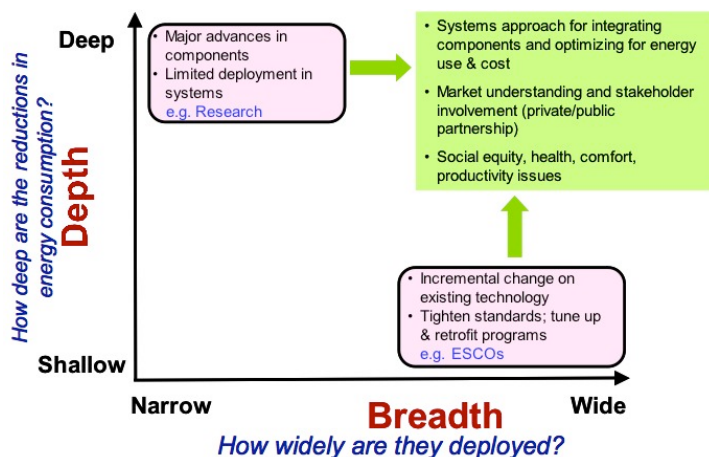 How deep are the reductions in
energy consumption?
Depth
Deep
Shallow
• Major advances in
components
• Limited deployment in
systems
e.g. Research
• Systems approach for integrating
components and optimizing for energy
use & cost
• Market understanding and stakeholder
involvement (private/public
partnership)
• Social equity, health, comfort,
productivity issues
• Incremental change on
existing technology
• Tighten standards; tune up
& retrofit programs
e.g. ESCOs
Narrow
Breadth
Wide
How widely are they deployed?